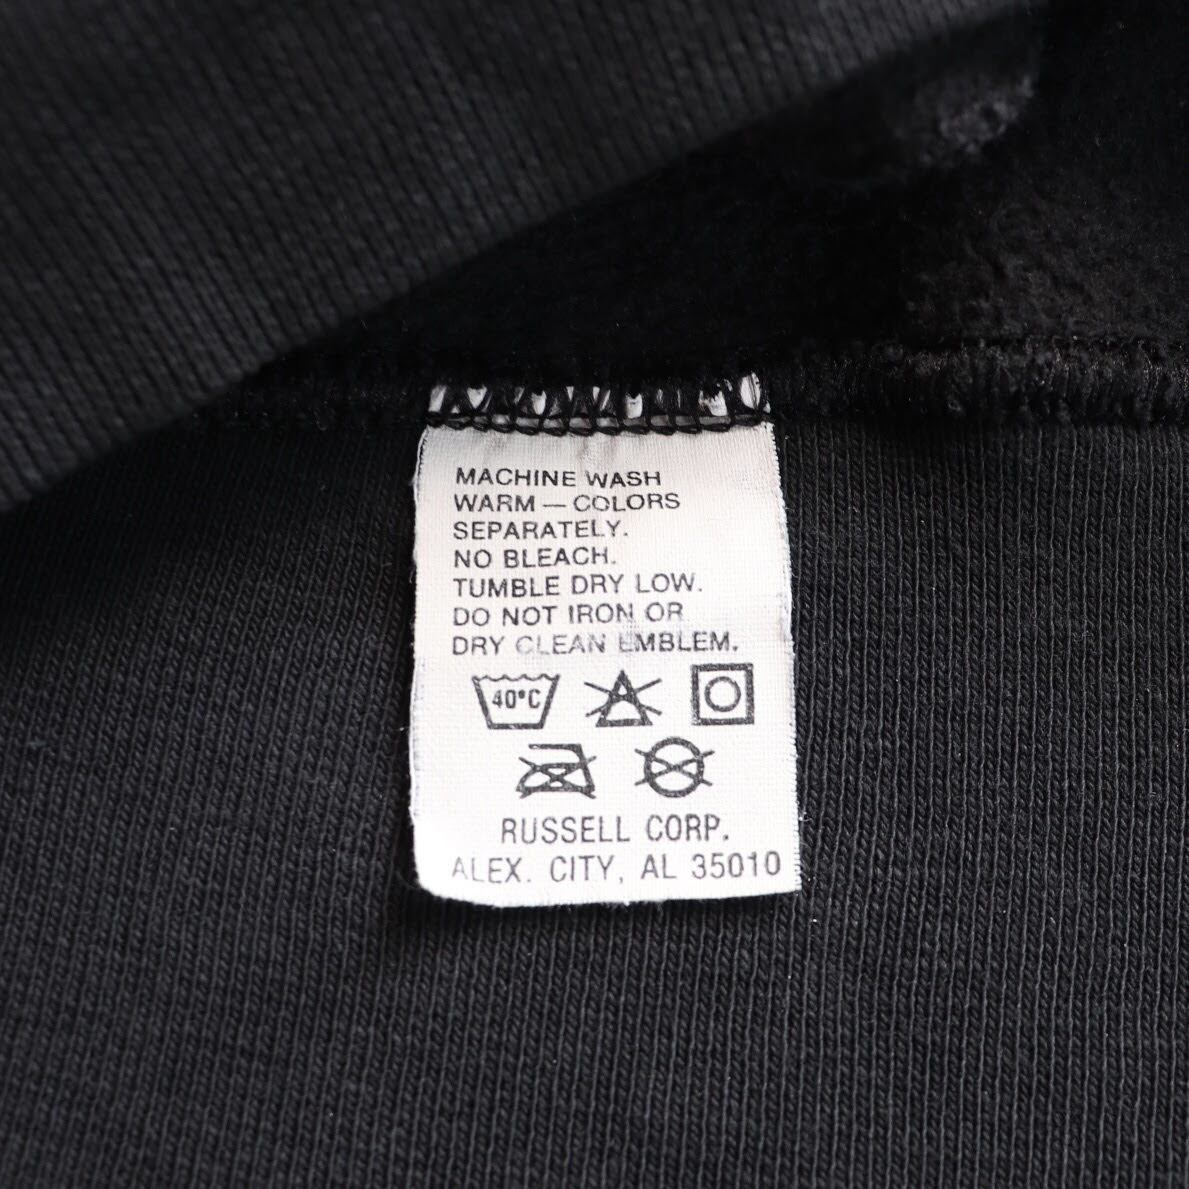 MACHINE WASH
WARM — COLORS
SEPARATELY.
NO BLEACH.
TUMBLE DRY LOW.
DO NOT IRON OR
DRY CLEAN EMBLEM.
40°C
RUSSELL CORP.
ALEX. CITY, AL 35010